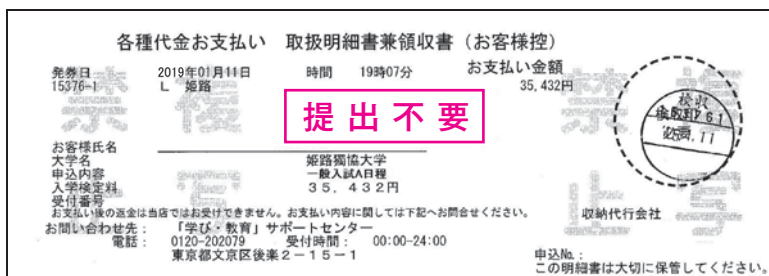 各種代金お支払い 取扱明細書兼領収書 (お客様控)
発券日 2019年01月11日 時間 19時07分 お支払い金額
15376-1 L 姫路 35,432円
提出不要
検収
お客様氏名
大学名 姫路獨協大学
申込内容 一般入試A日程
入学検定料 35, 432円
受付番号
お支払い後の返金は当店ではお受けできません。お支払い内容に関しては下記へお問合せください。
収納代行会社
お問い合わせ先: 「学び・教育」サポートセンター
電話: 0120-202079 受付時間: 00:00-24:00
東京都文京区後楽2-15-1
申込No.:
この明細書は大切に保管してください。